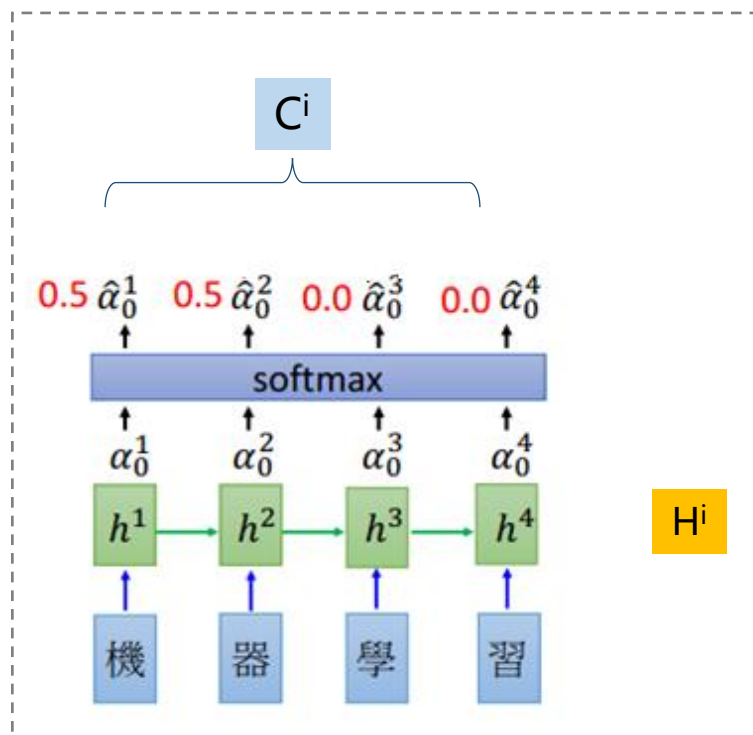 Cⁱ
0.5 α̂₀¹ 0.5 α̂₀² 0.0 α̂₀³ 0.0 α̂₀⁴
softmax
α₀¹ α₀² α₀³ α₀⁴
h¹ h² h³ h⁴
Hⁱ
機 器 學 習